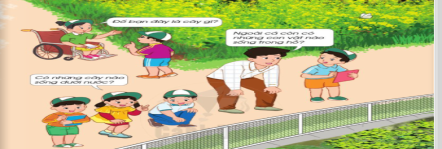 Đố bạn đây là cây gì?
Ngoài cá còn có
những con vật nào
sống trong hồ?
Có những cây nào
sống dưới nước?